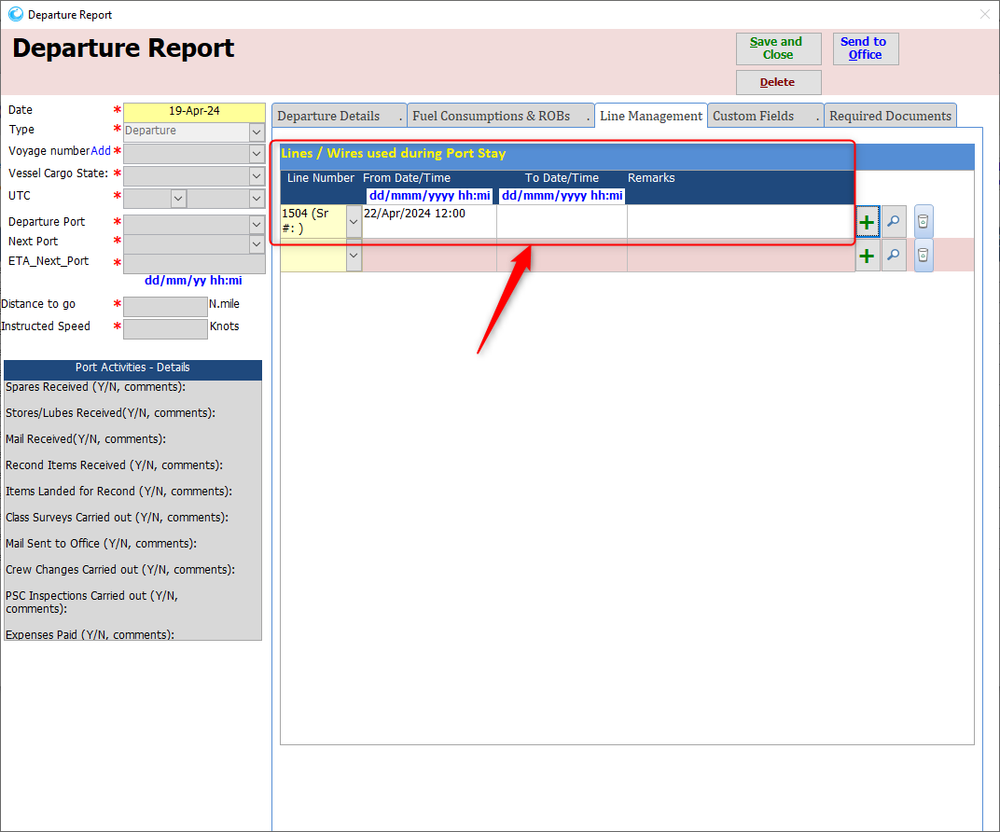 Departure Report
Departure Report
Save and
Close
Send to
Office
Delete
Date * 19-Apr-24
Type * Departure
Voyage number Add *
Vessel Cargo State: *
UTC *
Departure Port *
Next Port *
ETA_Next_Port *
dd/mm/yy hh:mi
Distance to go * N.mile
Instructed Speed * Knots
Port Activities - Details
Spares Received (Y/N, comments):
Stores/Lubes Received(Y/N, comments):
Mail Received(Y/N, comments):
Recond Items Received (Y/N, comments):
Items Landed for Recond (Y/N, comments):
Class Surveys Carried out (Y/N, comments):
Mail Sent to Office (Y/N, comments):
Crew Changes Carried out (Y/N, comments):
PSC Inspections Carried out (Y/N,
comments):
Expenses Paid (Y/N, comments):
Departure Details . Fuel Consumptions & ROBs . Line Management Custom Fields . Required Documents
Lines / Wires used during Port Stay
Line Number From Date/Time To Date/Time Remarks
dd/mmm/yyyy hh:mi dd/mmm/yyyy hh:mi
1504 (Sr 22/Apr/2024 12:00
#: )